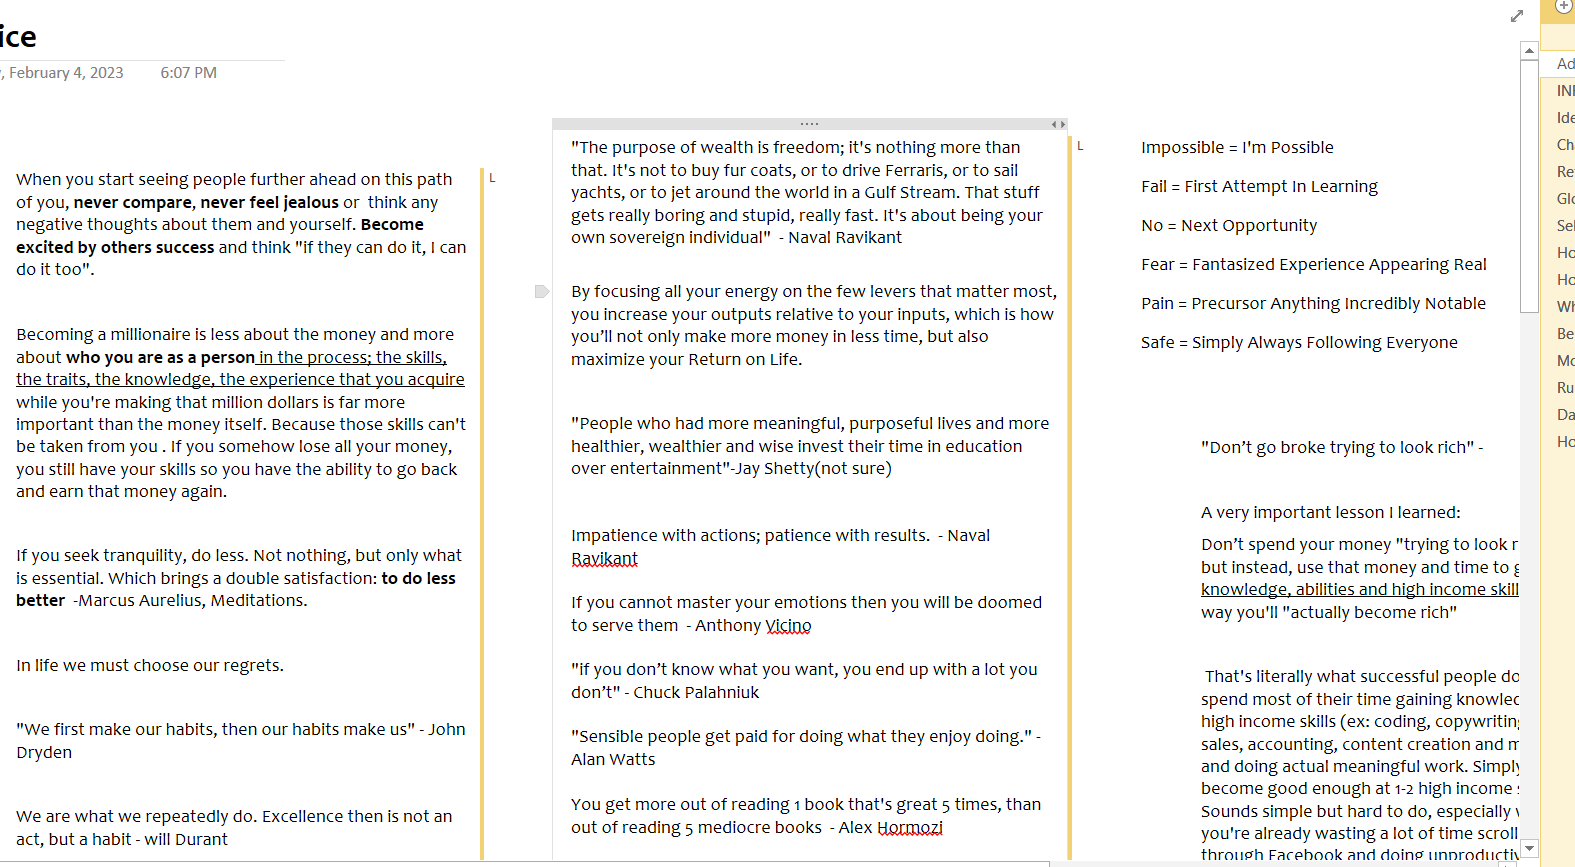 ice
, February 4, 2023 6:07 PM
When you start seeing people further ahead on this path
of you, never compare, never feel jealous or think any
negative thoughts about them and yourself. Become
excited by others success and think "if they can do it, I can
do it too".
Becoming a millionaire is less about the money and more
about who you are as a person in the process; the skills,
the traits, the knowledge, the experience that you acquire
while you're making that million dollars is far more
important than the money itself. Because those skills can't
be taken from you . If you somehow lose all your money,
you still have your skills so you have the ability to go back
and earn that money again.
If you seek tranquility, do less. Not nothing, but only what
is essential. Which brings a double satisfaction: to do less
better -Marcus Aurelius, Meditations.
In life we must choose our regrets.
"We first make our habits, then our habits make us" - John
Dryden
We are what we repeatedly do. Excellence then is not an
act, but a habit - will Durant
L
"The purpose of wealth is freedom; it's nothing more than
that. It's not to buy fur coats, or to drive Ferraris, or to sail
yachts, or to jet around the world in a Gulf Stream. That stuff
gets really boring and stupid, really fast. It's about being your
own sovereign individual" - Naval Ravikant
By focusing all your energy on the few levers that matter most,
you increase your outputs relative to your inputs, which is how
you’ll not only make more money in less time, but also
maximize your Return on Life.
"People who had more meaningful, purposeful lives and more
healthier, wealthier and wise invest their time in education
over entertainment"-Jay Shetty(not sure)
Impatience with actions; patience with results. - Naval
Ravikant
If you cannot master your emotions then you will be doomed
to serve them - Anthony Vicino
"if you don’t know what you want, you end up with a lot you
don’t" - Chuck Palahniuk
"Sensible people get paid for doing what they enjoy doing." -
Alan Watts
You get more out of reading 1 book that's great 5 times, than
out of reading 5 mediocre books - Alex Hormozi
L
Impossible = I'm Possible
Fail = First Attempt In Learning
No = Next Opportunity
Fear = Fantasized Experience Appearing Real
Pain = Precursor Anything Incredibly Notable
Safe = Simply Always Following Everyone
"Don’t go broke trying to look rich" -
A very important lesson I learned:
Don’t spend your money "trying to look r
but instead, use that money and time to g
knowledge, abilities and high income skill
way you'll "actually become rich"
That's literally what successful people do
spend most of their time gaining knowled
high income skills (ex: coding, copywriting
sales, accounting, content creation and m
and doing actual meaningful work. Simply
become good enough at 1-2 high income s
Sounds simple but hard to do, especially
you're already wasting a lot of time scroll
through Facebook and doing unproductiv
Ad
INI
Ide
Cha
Re
Glo
Sel
Ho
Ho
Wh
Be
Mo
Ru
Da
Ho